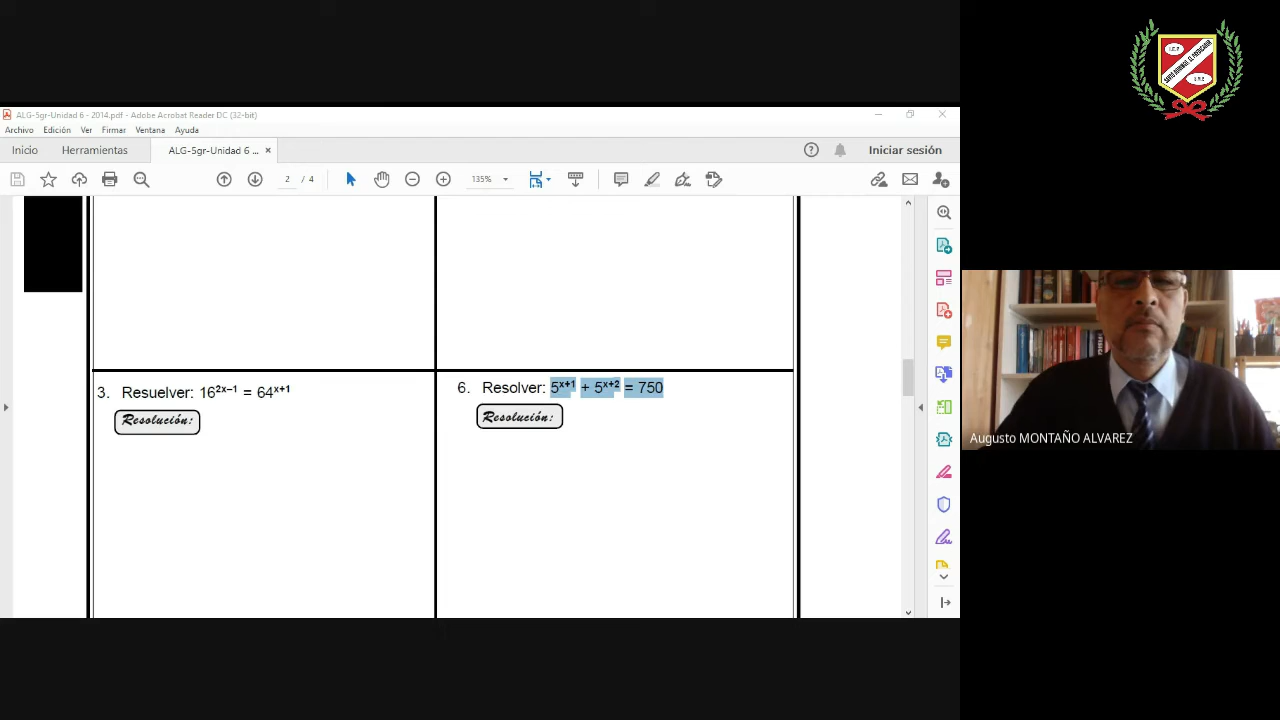 ALG-5gr-Unidad 6 - 2014.pdf - Adobe Acrobat Reader DC (32-bit)
Archivo Edición Ver Firmar Ventana Ayuda
Inicio Herramientas ALG-5gr-Unidad 6 ... × Iniciar sesión
2 / 4 135%
3. Resuelver: 16²ˣ⁻¹ = 64ˣ⁺¹
Resolución:
6. Resolver: 5ˣ⁺¹ + 5ˣ⁺² = 750
Resolución:
Augusto MONTAÑO ALVAREZ